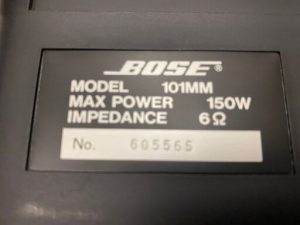 BOSE®
MODEL 101MM
MAX POWER 150W
IMPEDANCE 6Ω
No. 605565